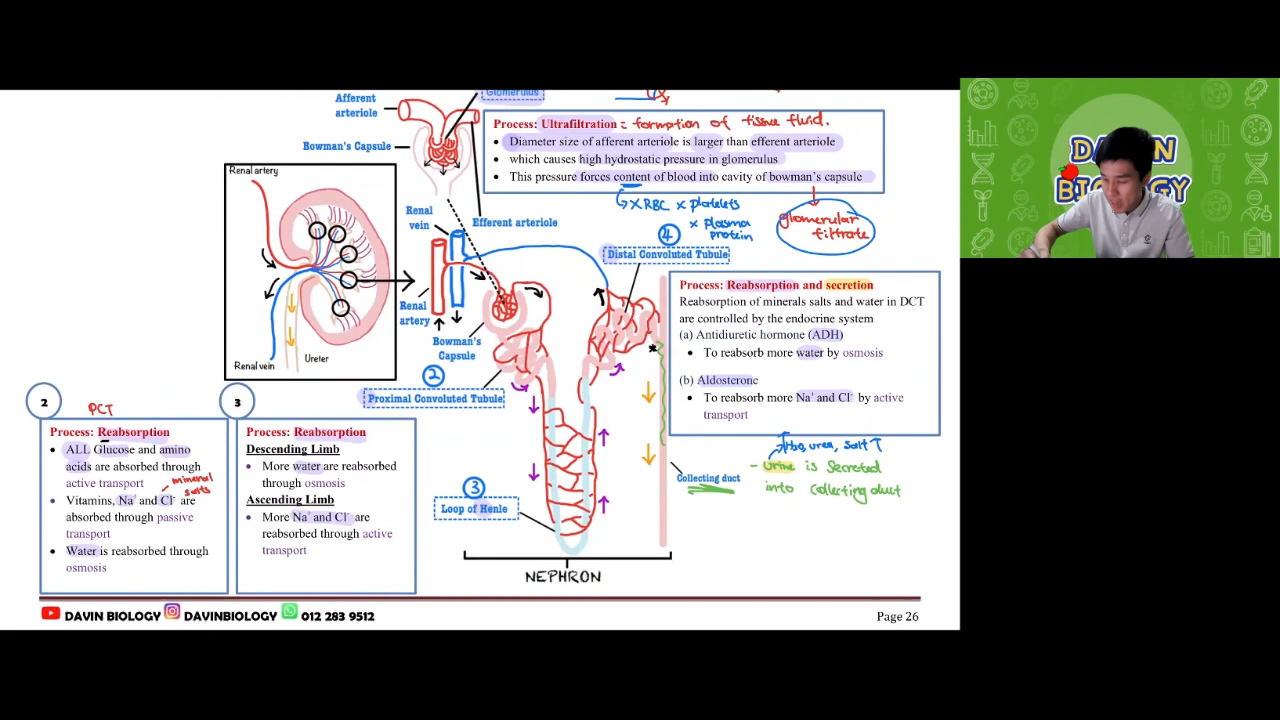 Glomerulus
Afferent
arteriole
Bowman's Capsule
Process: Ultrafiltration = formation of tissue fluid.
• Diameter size of afferent arteriole is larger than efferent arteriole
• which causes high hydrostatic pressure in glomerulus
• This pressure forces content of blood into cavity of bowman's capsule
x RBC x platelets
x plasma
protein
glomerular
filtrate
Efferent arteriole
Renal artery
Renal vein
Ureter
Renal
vein
Renal
artery
Bowman's
Capsule
4
Distal Convoluted Tubule
Process: Reabsorption and secretion
Reabsorption of minerals salts and water in DCT
are controlled by the endocrine system
(a) Antidiuretic hormone (ADH)
• To reabsorb more water by osmosis
(b) Aldosterone
• To reabsorb more Na+ and Cl- by active
transport
2
Proximal Convoluted Tubule
2
PCT
Process: Reabsorption
• ALL Glucose and amino
acids are absorbed through
active transport
mineral
salts
• Vitamins, Na+ and Cl- are
absorbed through passive
transport
• Water is reabsorbed through
osmosis
3
Process: Reabsorption
Descending Limb
• More water are reabsorbed
through osmosis
Ascending Limb
• More Na+ and Cl- are
reabsorbed through active
transport
3
Loop of Henle
Collecting duct
H2O, urea, salt
- Urine is secreted
into collecting duct
NEPHRON
DAVIN BIOLOGY DAVINBIOLOGY 012 283 9512
Page 26
BIOLOGY